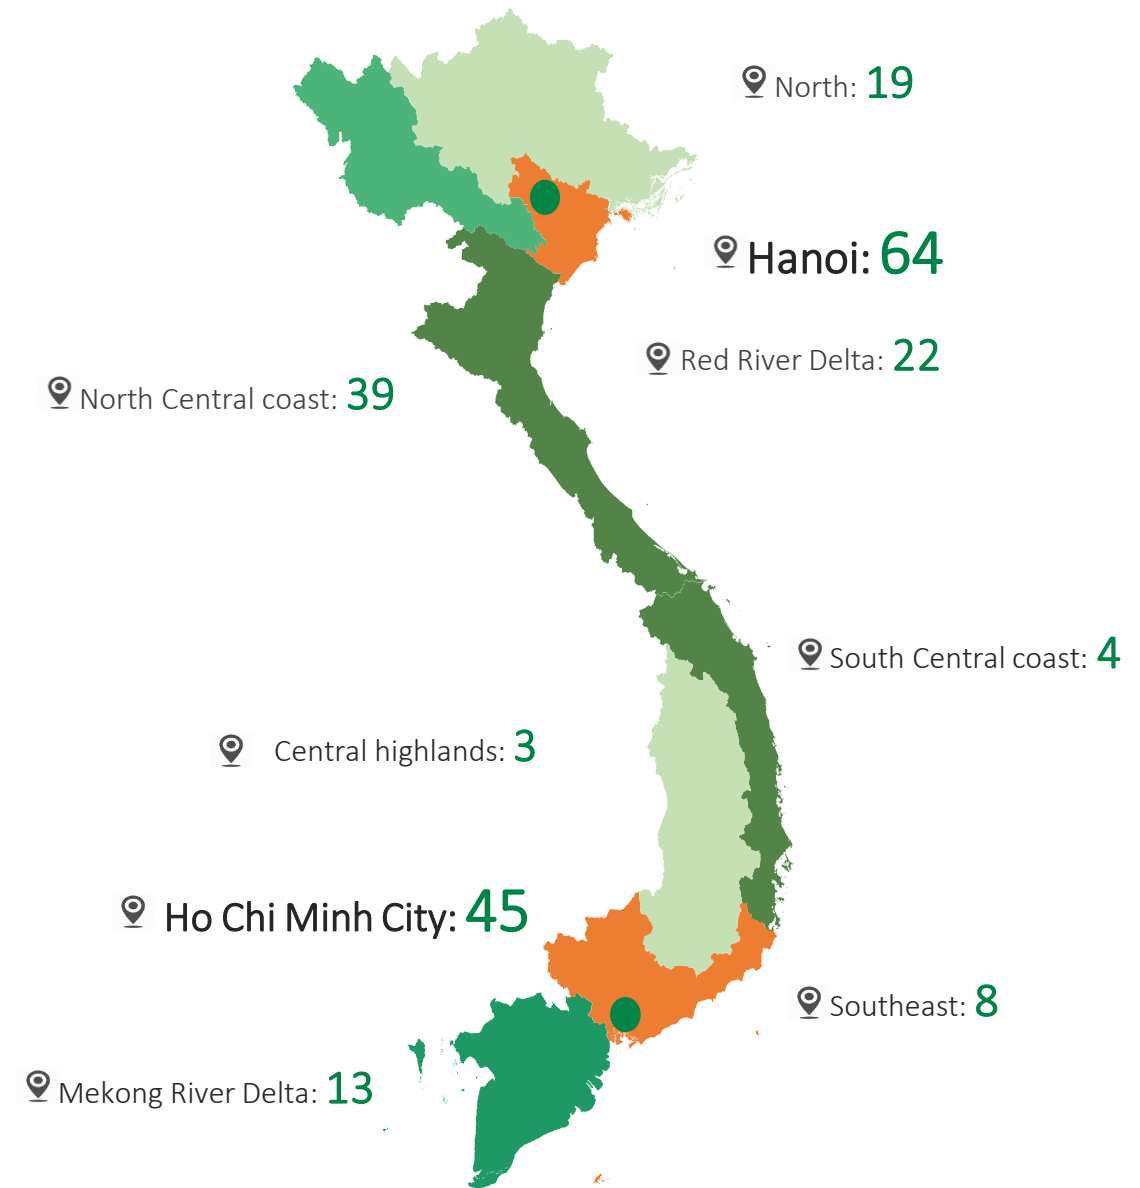 North: 19
Hanoi: 64
Red River Delta: 22
North Central coast: 39
South Central coast: 4
Central highlands: 3
Ho Chi Minh City: 45
Southeast: 8
Mekong River Delta: 13